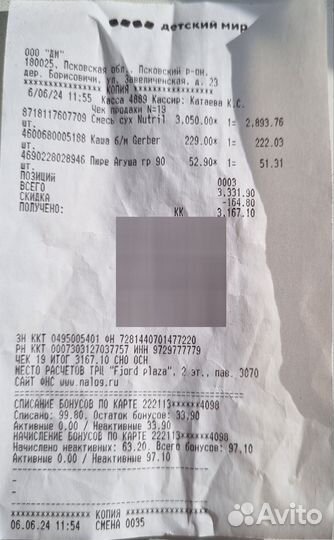 детский мир
ООО "ДМ"
180025, Псковская обл., Псковский р-он,
дер. Борисовичи, ул. Завеличенская, д. 23
****************** КОПИЯ ******************
6/06/24 11:55 Касса 4889 Кассир: Катаева К.С.
Чек продажи N=19
8718117607709 Смесь сух Nutril 3,050.00* 1= 2,893.76
шт.
4600680005188 Каша б/м Gerber 229.00* 1= 222.03
шт.
4690228028946 Пюре Агуша гр 90 52.90* 1= 51.31
шт.
ПОЗИЦИЙ 0003
ВСЕГО 3,331.90
СКИДКА -164.80
ПОЛУЧЕНО: КК 3,167.10
ЗН ККТ 0495005401 ФН 7281440701477220
РН ККТ 0007303127037757 ИНН 9729777779
ЧЕК 19 ИТОГ 3167.10 СНО ОСН
МЕСТО РАСЧЕТОВ ТРЦ "Fjord plaza", 2 эт., пав. 3070
САЙТ ФНС www.nalog.ru
СПИСАНИЕ БОНУСОВ ПО КАРТЕ 222113******4098
Списано: 99.80. Остаток бонусов: 33,90
Активные 0.00 / Неактивные 33.90
НАЧИСЛЕНИЕ БОНУСОВ ПО КАРТЕ 222113******4098
Начислено неактивных: 63.20. Всего бонусов: 97.10
Активные 0.00 / Неактивные 97.10
****************** КОПИЯ ******************
06.06.24 11:54 СМЕНА 0035
Avito